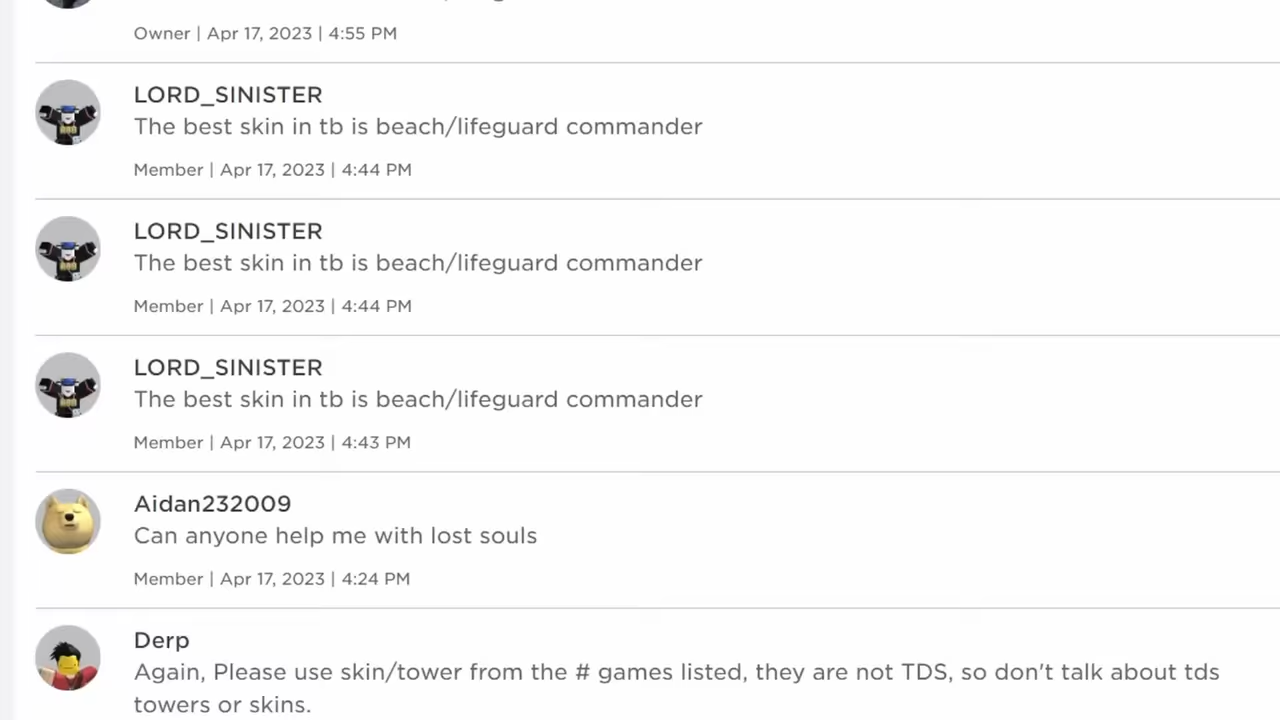 Owner | Apr 17, 2023 | 4:55 PM
LORD_SINISTER
The best skin in tb is beach/lifeguard commander
Member | Apr 17, 2023 | 4:44 PM
LORD_SINISTER
The best skin in tb is beach/lifeguard commander
Member | Apr 17, 2023 | 4:44 PM
LORD_SINISTER
The best skin in tb is beach/lifeguard commander
Member | Apr 17, 2023 | 4:43 PM
Aidan232009
Can anyone help me with lost souls
Member | Apr 17, 2023 | 4:24 PM
Derp
Again, Please use skin/tower from the # games listed, they are not TDS, so don't talk about tds
towers or skins.